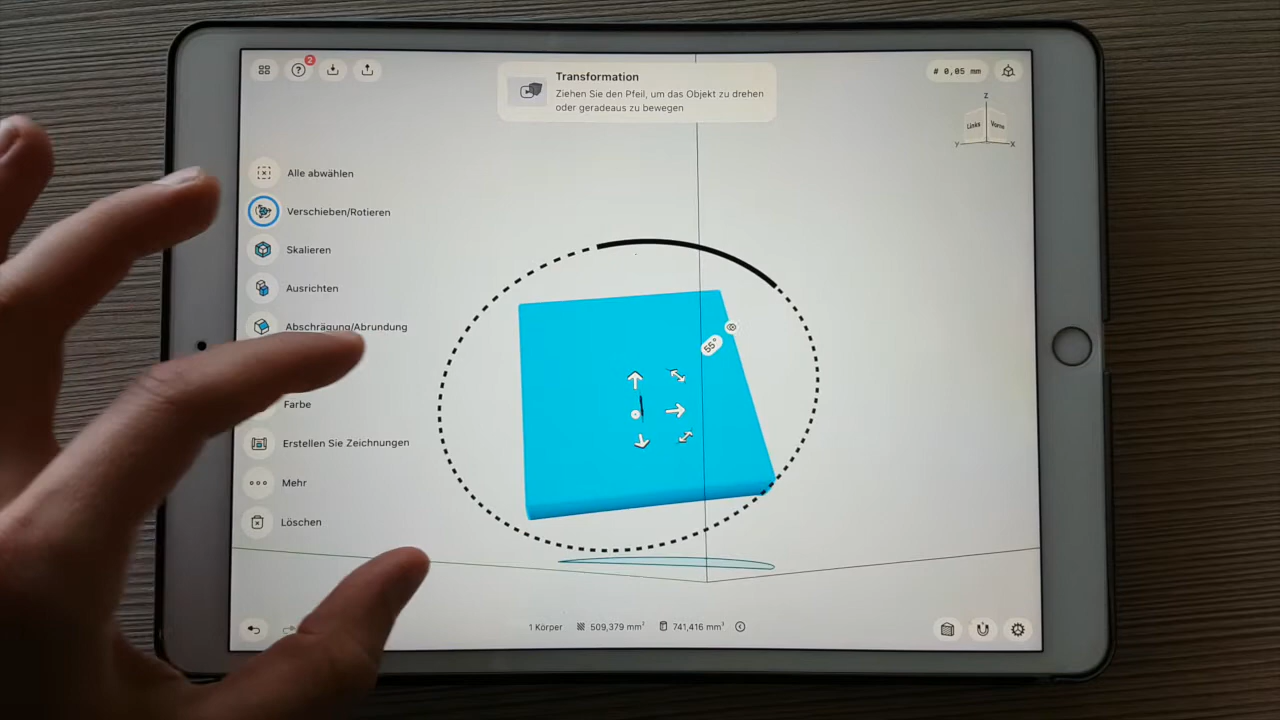 2
Transformation
Ziehen Sie den Pfeil, um das Objekt zu drehen
oder geradeaus zu bewegen
# 0,05 mm
Z
Links
Vorne
Y
X
Alle abwählen
Verschieben/Rotieren
Skalieren
Ausrichten
Abschrägung/Abrundung
55°
Farbe
Erstellen Sie Zeichnungen
Mehr
Löschen
1 Körper 509,379 mm² 741,416 mm³